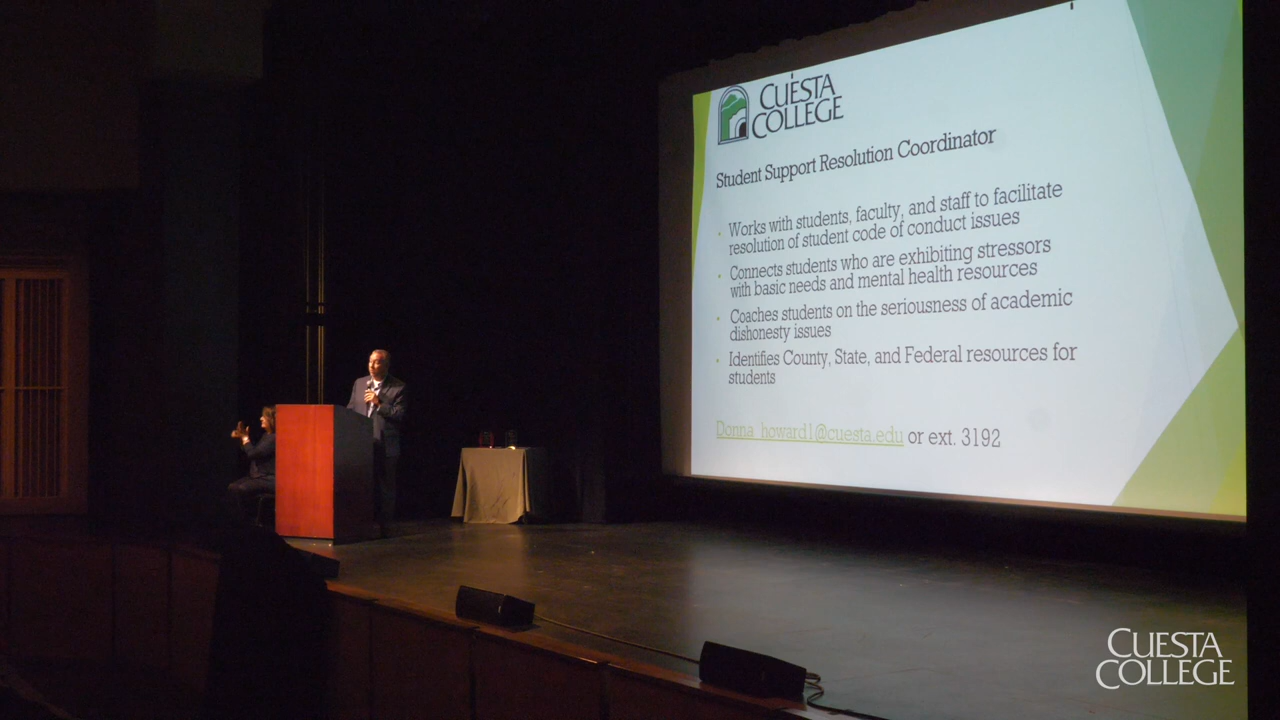 CUESTA
COLLEGE
Student Support Resolution Coordinator
Works with students, faculty, and staff to facilitate
resolution of student code of conduct issues
Connects students who are exhibiting stressors
with basic needs and mental health resources
Coaches students on the seriousness of academic
dishonesty issues
Identifies County, State, and Federal resources for
students
Donna_howard1@cuesta.edu or ext. 3192
CUESTA
COLLEGE